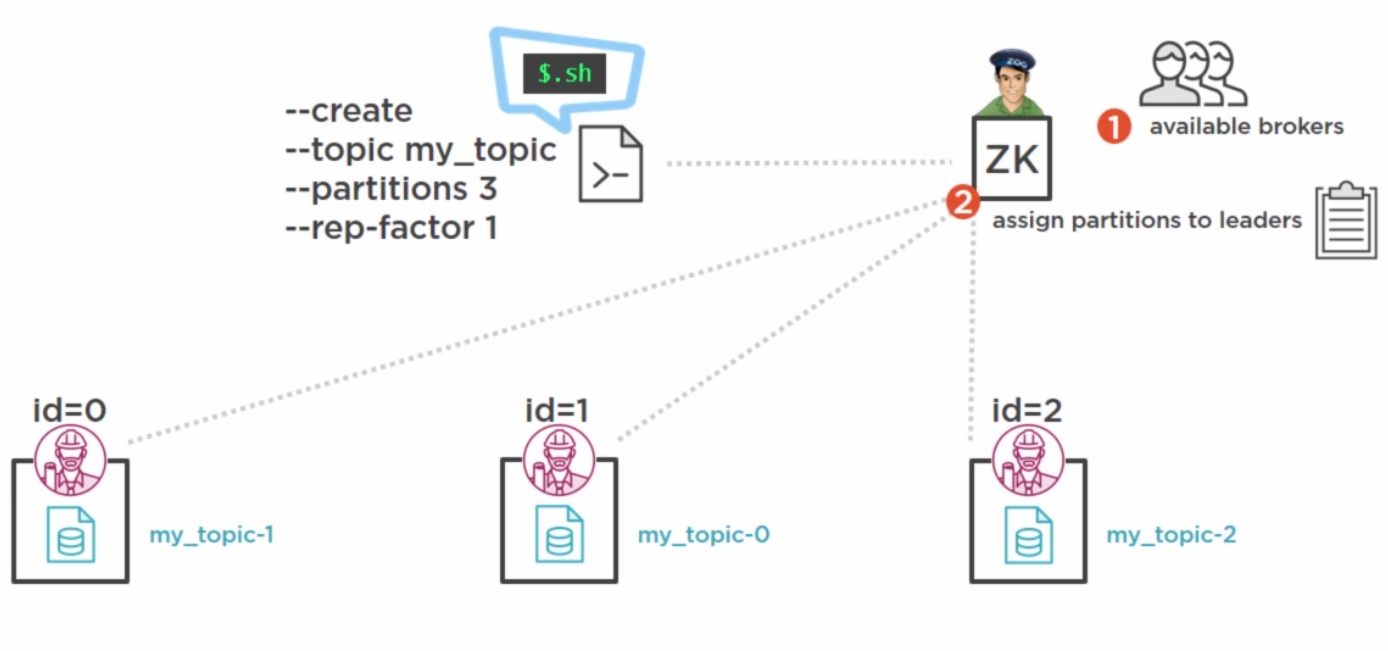 $.sh
--create
--topic my_topic
--partitions 3
--rep-factor 1
>-
ZOO
ZK
1 available brokers
2 assign partitions to leaders
id=0
my_topic-1
id=1
my_topic-0
id=2
my_topic-2